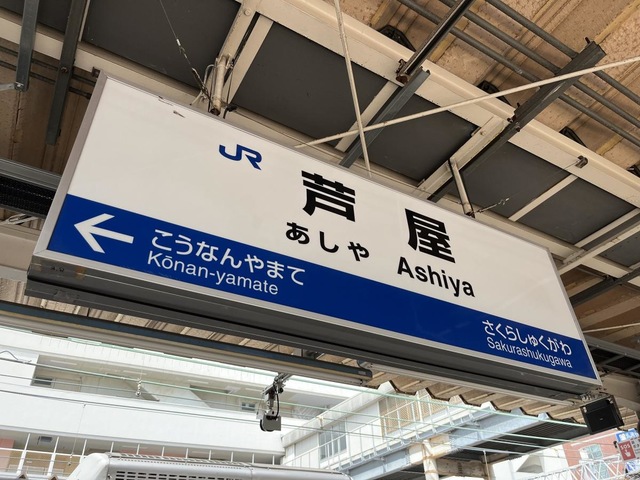 JR 芦屋
あしや Ashiya
← こうなんやまて
Kōnan-yamate
さくらしゅくがわ
Sakurashukugawa